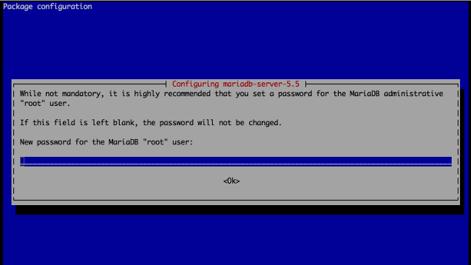 Package configuration
Configuring mariadb-server-5.5
While not mandatory, it is highly recommended that you set a password for the MariaDB administrative
"root" user.
If this field is left blank, the password will not be changed.
New password for the MariaDB "root" user:
<Ok>